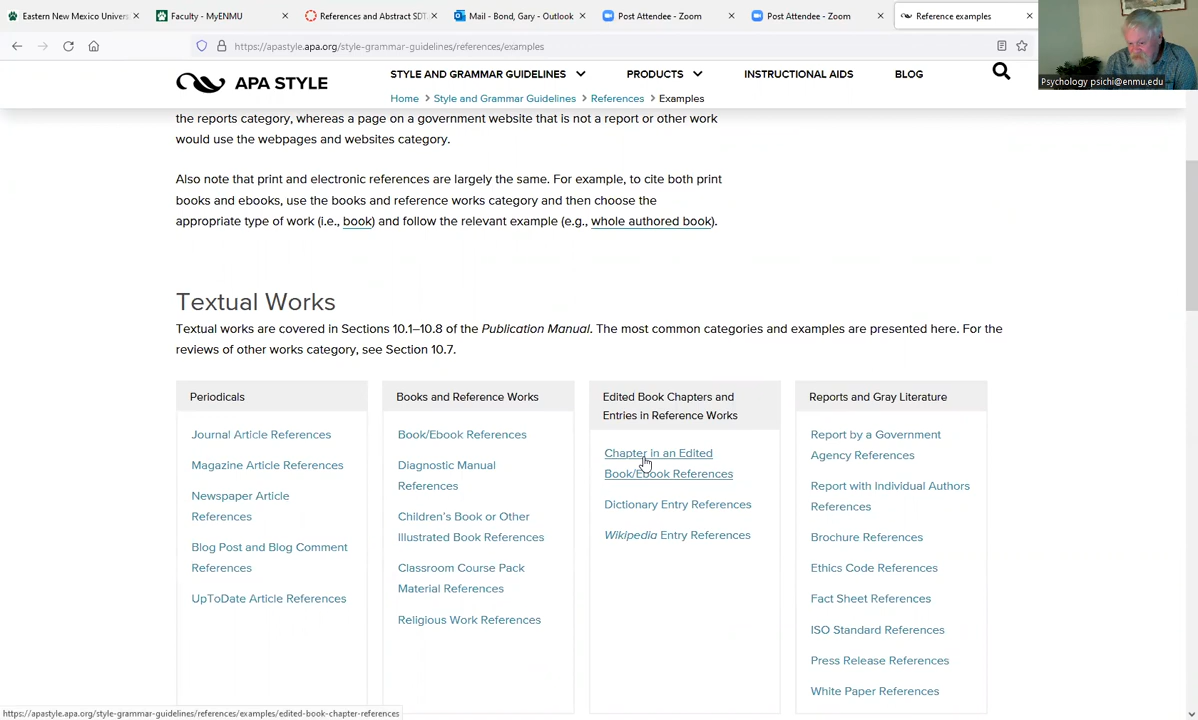 Eastern New Mexico Univers
Faculty - MyENMU
References and Abstract SDT
Mail - Bond, Gary - Outlook
Post Attendee - Zoom
Post Attendee - Zoom
Reference examples
https://apastyle.apa.org/style-grammar-guidelines/references/examples
Psychology psichi@enmu.edu
APA STYLE
STYLE AND GRAMMAR GUIDELINES
PRODUCTS
INSTRUCTIONAL AIDS
BLOG
Home > Style and Grammar Guidelines > References > Examples
the reports category, whereas a page on a government website that is not a report or other work
would use the webpages and websites category.
Also note that print and electronic references are largely the same. For example, to cite both print
books and ebooks, use the books and reference works category and then choose the
appropriate type of work (i.e., book) and follow the relevant example (e.g., whole authored book).
Textual Works
Textual works are covered in Sections 10.1–10.8 of the Publication Manual. The most common categories and examples are presented here. For the
reviews of other works category, see Section 10.7.
Periodicals
Journal Article References
Magazine Article References
Newspaper Article
References
Blog Post and Blog Comment
References
UpToDate Article References
Books and Reference Works
Book/Ebook References
Diagnostic Manual
References
Children's Book or Other
Illustrated Book References
Classroom Course Pack
Material References
Religious Work References
Edited Book Chapters and
Entries in Reference Works
Chapter in an Edited
Book/Ebook References
Dictionary Entry References
Wikipedia Entry References
Reports and Gray Literature
Report by a Government
Agency References
Report with Individual Authors
References
Brochure References
Ethics Code References
Fact Sheet References
ISO Standard References
Press Release References
White Paper References
https://apastyle.apa.org/style-grammar-guidelines/references/examples/edited-book-chapter-references